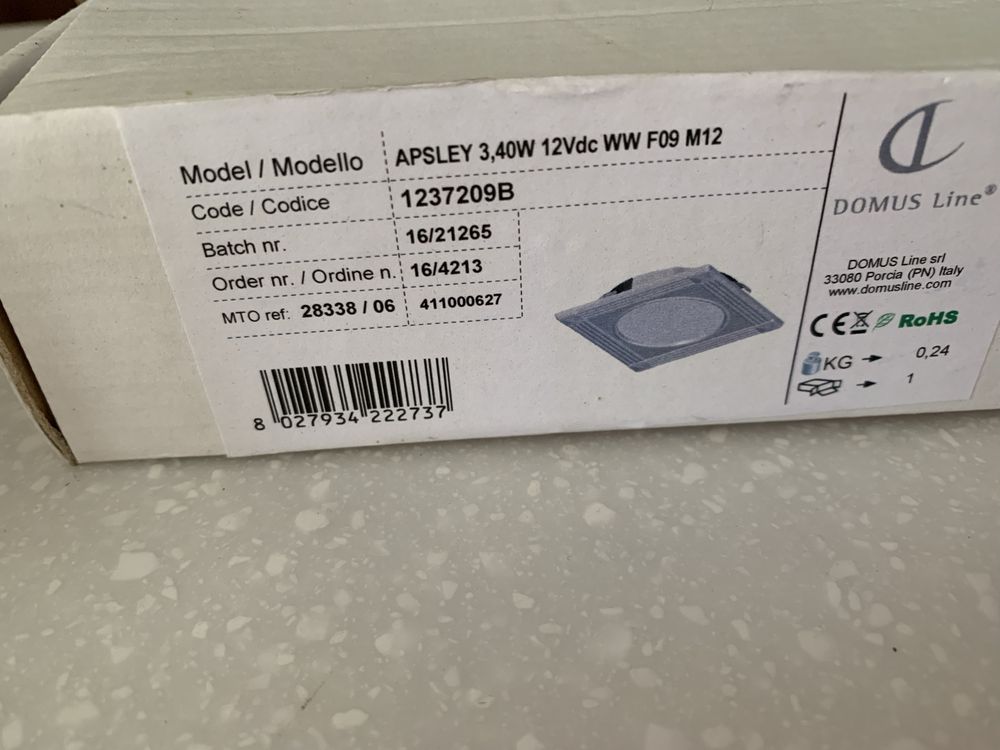 Model / Modello APSLEY 3,40W 12Vdc WW F09 M12
Code / Codice 1237209B
Batch nr. 16/21265
Order nr. / Ordine n. 16/4213
MTO ref: 28338 / 06 411000627
8 027934 222737
DOMUS Line®
DOMUS Line srl
33080 Porcia (PN) Italy
www.domusline.com
CE RoHS
KG 0,24
1